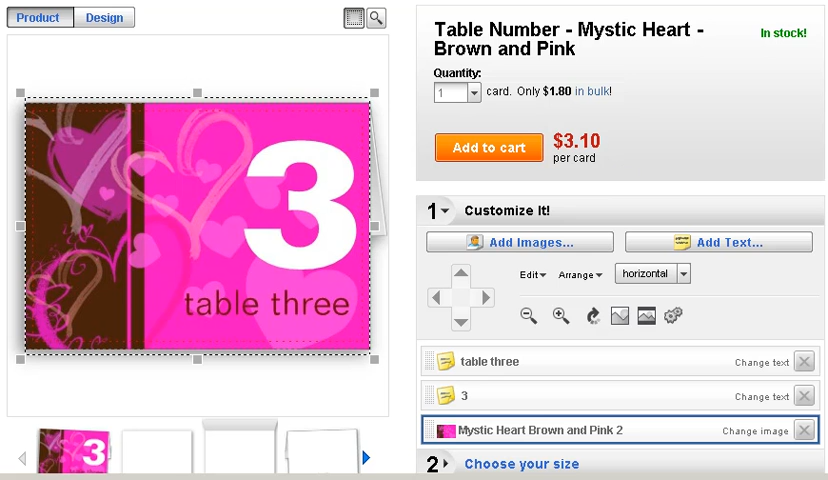 Product Design
3
table three
3
Table Number - Mystic Heart -
Brown and Pink
In stock!
Quantity:
1 card. Only $1.80 in bulk!
Add to cart $3.10
per card
1 Customize It!
Add Images... Add Text...
Edit Arrange horizontal
table three Change text
3 Change text
Mystic Heart Brown and Pink 2 Change image
2 Choose your size